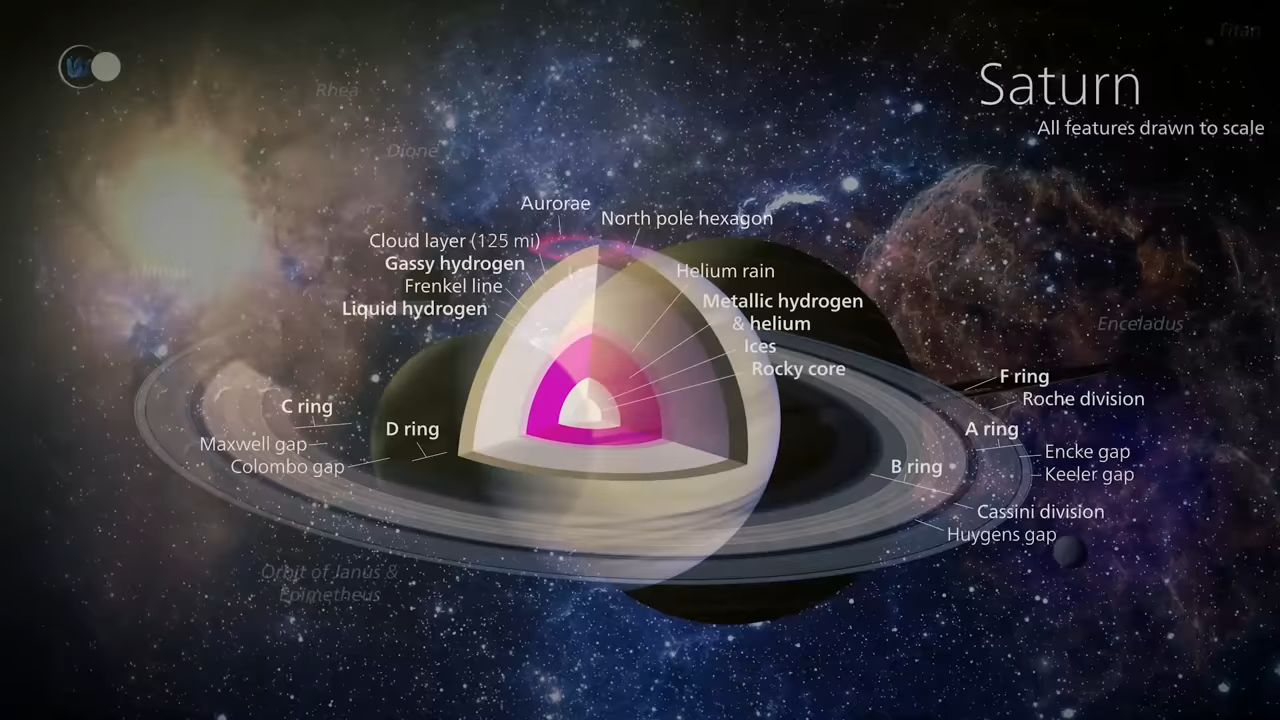 Titan
Saturn
All features drawn to scale
Rhea
Dione
Aurorae
North pole hexagon
Cloud layer (125 mi)
Gassy hydrogen
Frenkel line
Liquid hydrogen
Helium rain
Metallic hydrogen
& helium
Ices
Rocky core
Enceladus
F ring
Roche division
C ring
D ring
A ring
Maxwell gap
Colombo gap
Encke gap
Keeler gap
B ring
Cassini division
Huygens gap
Orbit of Janus &
Epimetheus